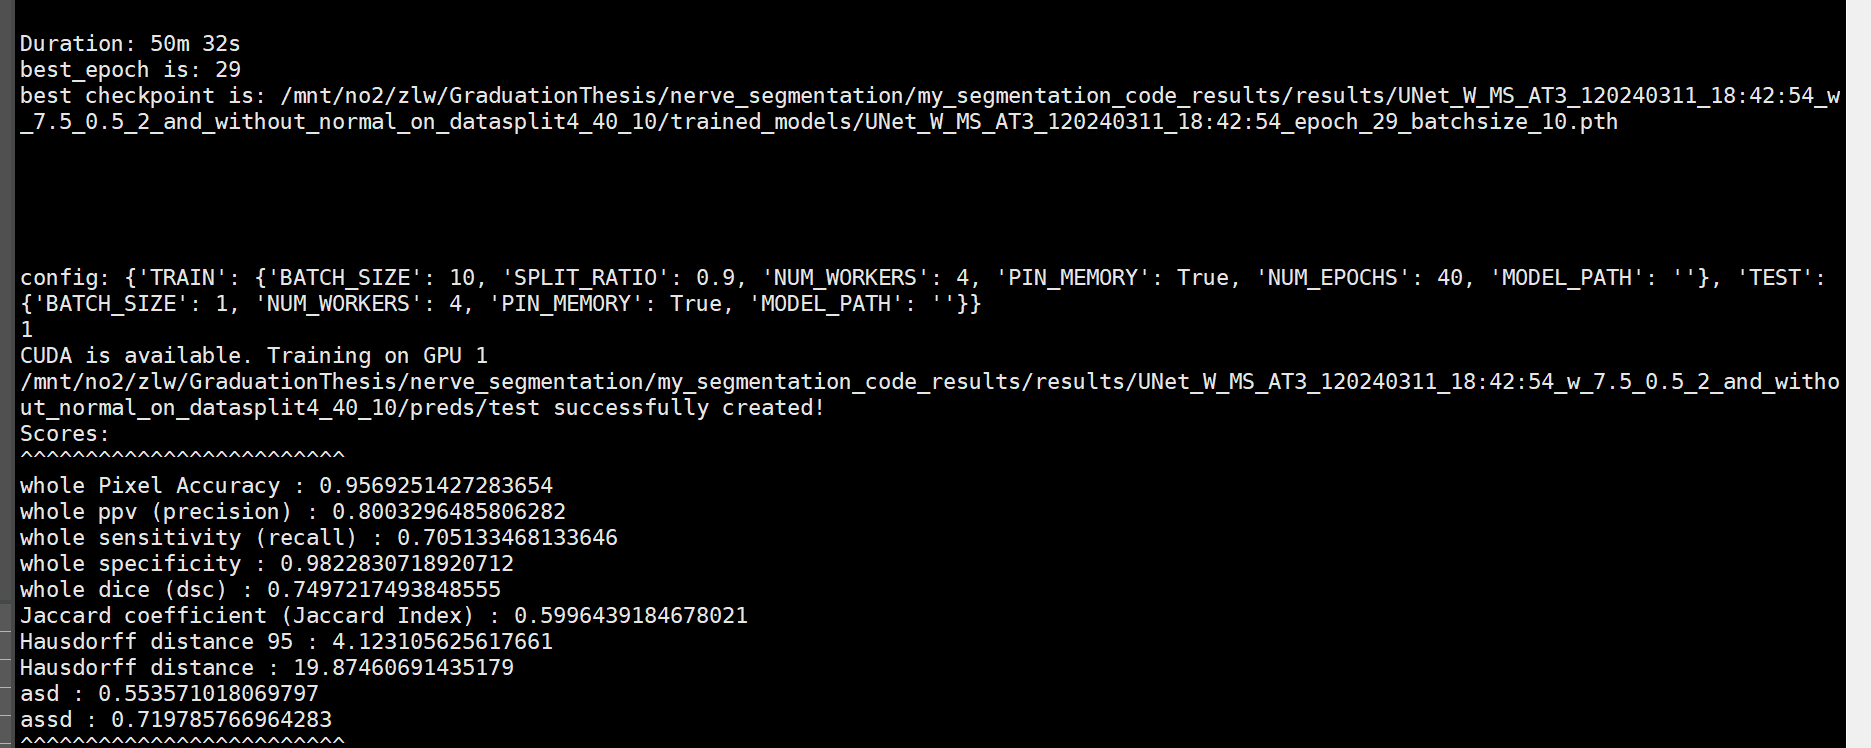 Duration: 50m 32s
best_epoch is: 29
best checkpoint is: /mnt/no2/zlw/GraduationThesis/nerve_segmentation/my_segmentation_code_results/results/UNet_W_MS_AT3_120240311_18:42:54_w
_7.5_0.5_2_and_without_normal_on_datasplit4_40_10/trained_models/UNet_W_MS_AT3_120240311_18:42:54_epoch_29_batchsize_10.pth
config: {'TRAIN': {'BATCH_SIZE': 10, 'SPLIT_RATIO': 0.9, 'NUM_WORKERS': 4, 'PIN_MEMORY': True, 'NUM_EPOCHS': 40, 'MODEL_PATH': ''}, 'TEST':
{'BATCH_SIZE': 1, 'NUM_WORKERS': 4, 'PIN_MEMORY': True, 'MODEL_PATH': ''}}
1
CUDA is available. Training on GPU 1
/mnt/no2/zlw/GraduationThesis/nerve_segmentation/my_segmentation_code_results/results/UNet_W_MS_AT3_120240311_18:42:54_w_7.5_0.5_2_and_witho
ut_normal_on_datasplit4_40_10/preds/test successfully created!
Scores:
^^^^^^^^^^^^^^^^^^^^^^^^^
whole Pixel Accuracy : 0.9569251427283654
whole ppv (precision) : 0.8003296485806282
whole sensitivity (recall) : 0.705133468133646
whole specificity : 0.9822830718920712
whole dice (dsc) : 0.7497217493848555
Jaccard coefficient (Jaccard Index) : 0.5996439184678021
Hausdorff distance 95 : 4.123105625617661
Hausdorff distance : 19.87460691435179
asd : 0.553571018069797
assd : 0.719785766964283
^^^^^^^^^^^^^^^^^^^^^^^^^